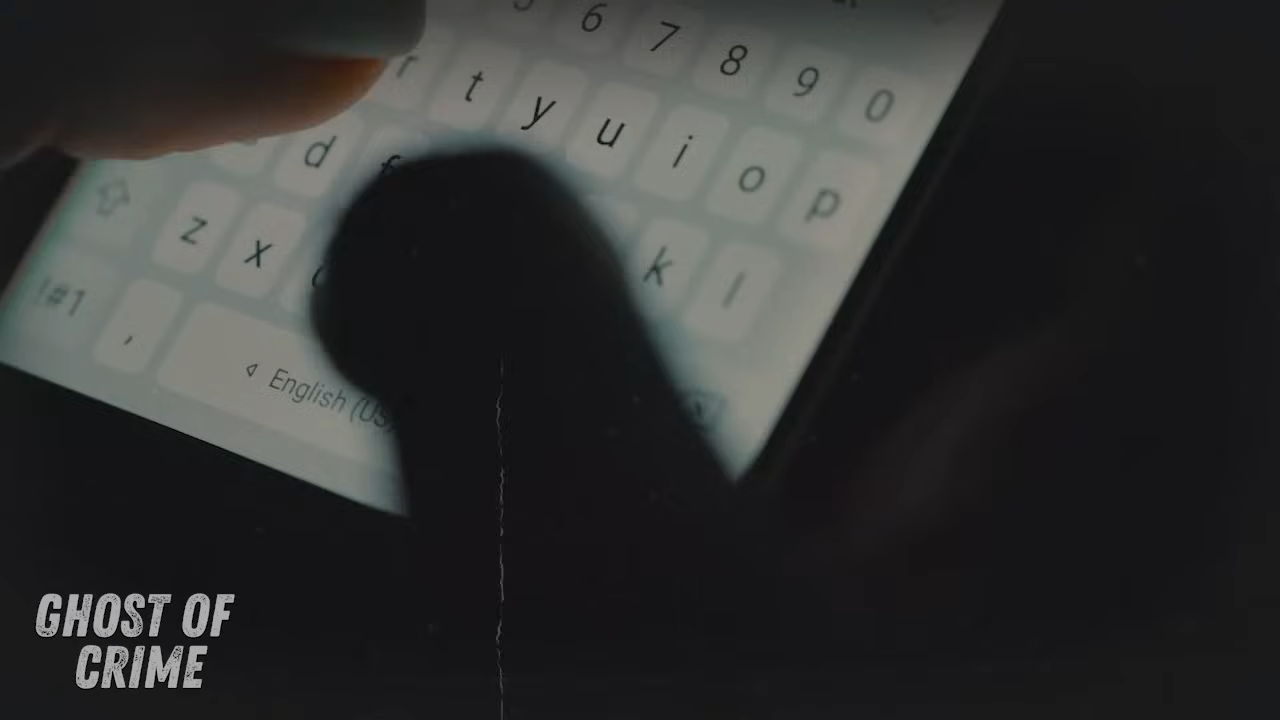 6 7 8 9 0
r t y u i o p
d f k l
z x
!#1 ,
English (US)
GHOST OF
CRIME